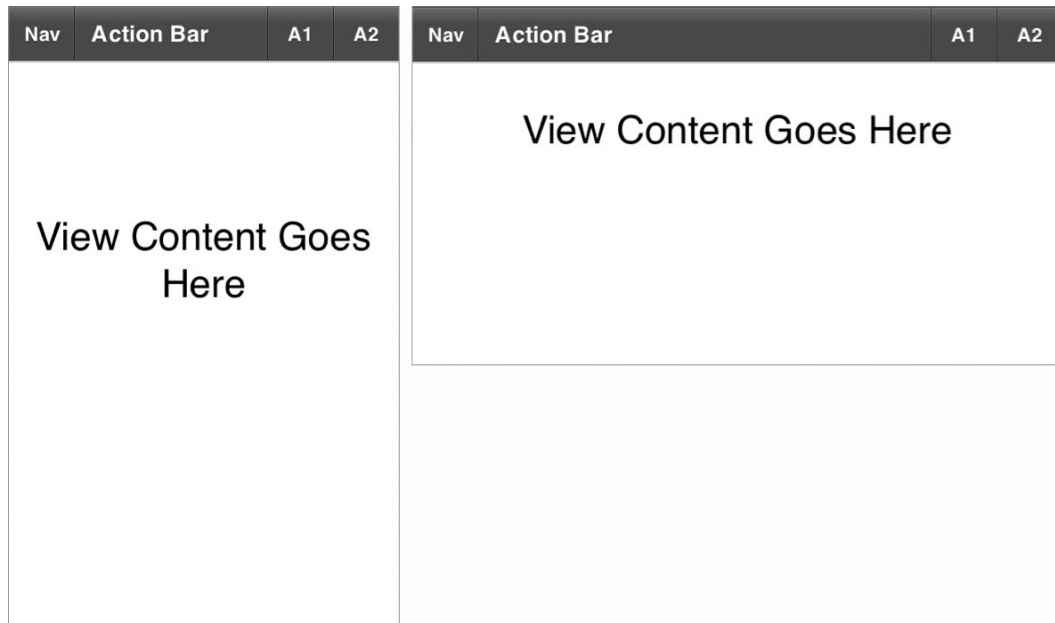 Nav Action Bar A1 A2
View Content Goes
Here
Nav Action Bar A1 A2
View Content Goes Here